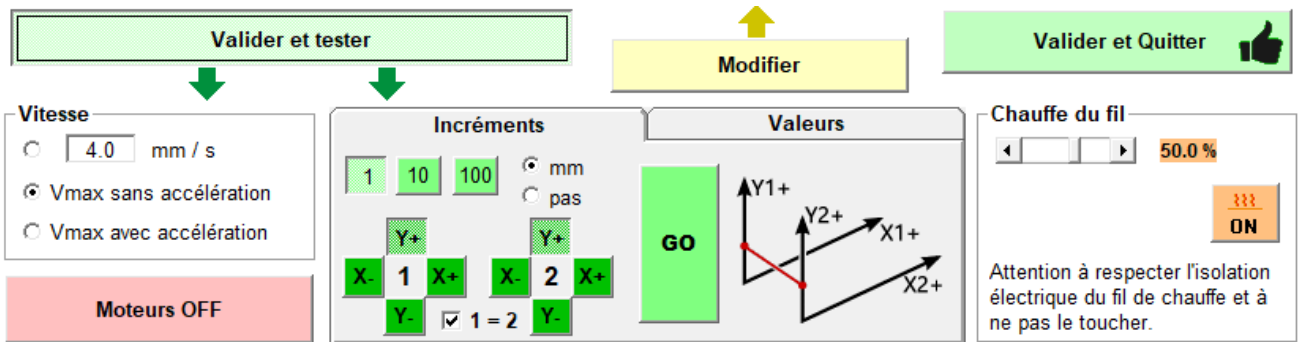 Valider et tester
Modifier
Valider et Quitter
Vitesse
4.0 mm / s
Vmax sans accélération
Vmax avec accélération
Moteurs OFF
Incréments
Valeurs
1 10 100
mm
pas
Y+ Y+
X- 1 X+ X- 2 X+
Y- 1 = 2 Y-
GO
Y1+
Y2+
X1+
X2+
Chauffe du fil
50.0 %
ON
Attention à respecter l'isolation
électrique du fil de chauffe et à
ne pas le toucher.